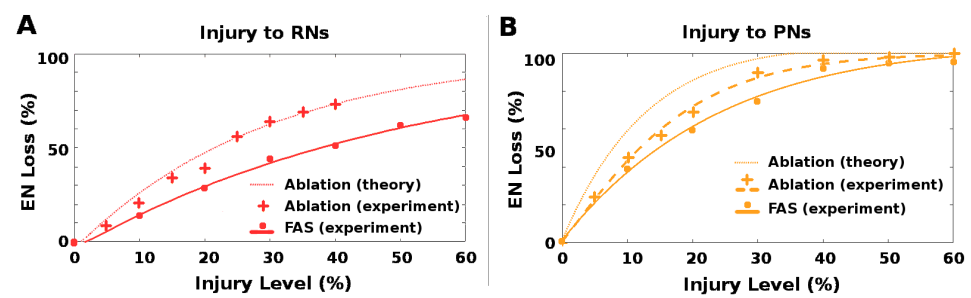 A
Injury to RNs
EN Loss (%)
100
50
0
0 10 20 30 40 50 60
Injury Level (%)
Ablation (theory)
Ablation (experiment)
FAS (experiment)
B
Injury to PNs
EN Loss (%)
100
50
0
0 10 20 30 40 50 60
Injury Level (%)
Ablation (theory)
Ablation (experiment)
FAS (experiment)